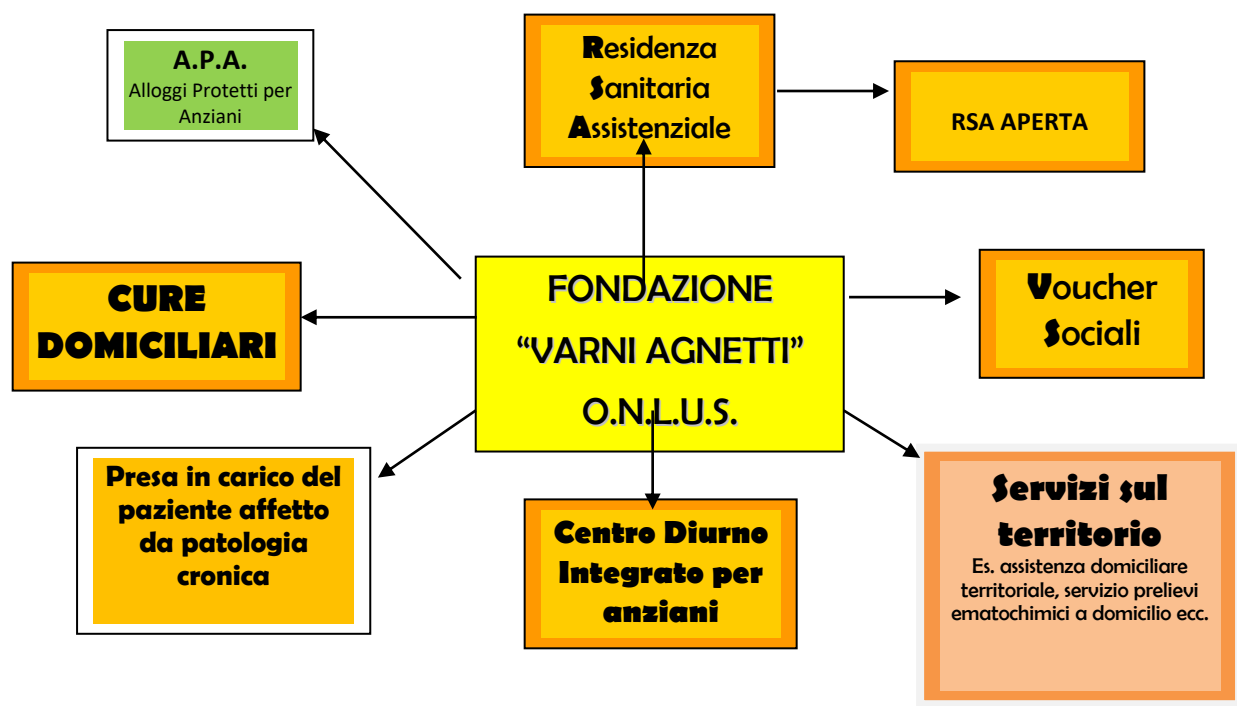 A.P.A.
Alloggi Protetti per
Anziani
Residenza
Sanitaria
Assistenziale
RSA APERTA
CURE
DOMICILIARI
FONDAZIONE
“VARNI AGNETTI”
O.N.L.U.S.
Voucher
Sociali
Presa in carico del
paziente affetto
da patologia
cronica
Centro Diurno
Integrato per
anziani
Servizi sul
territorio
Es. assistenza domiciliare
territoriale, servizio prelievi
ematochimici a domicilio ecc.